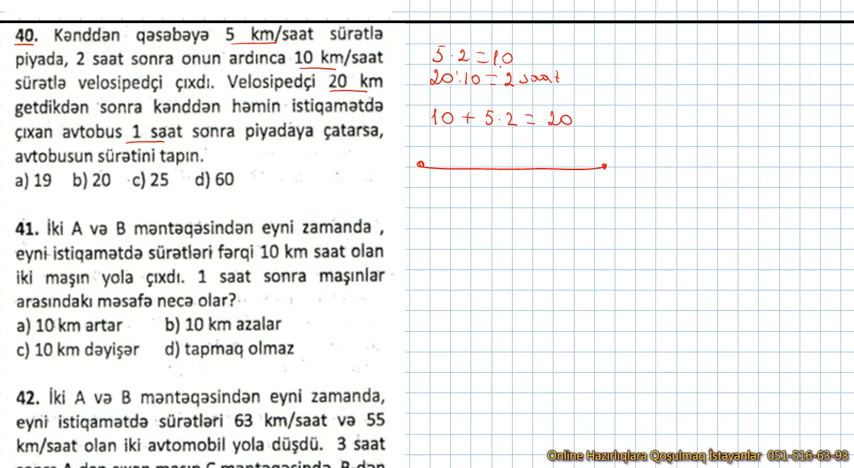 40. Kənddən qəsəbəyə 5 km/saat sürətlə
piyada, 2 saat sonra onun ardınca 10 km/saat
sürətlə velosipedçi çıxdı. Velosipedçi 20 km
getdikdən sonra kənddən həmin istiqamətdə
çıxan avtobus 1 saat sonra piyadaya çatarsa,
avtobusun sürətini tapın.
a) 19 b) 20 c) 25 d) 60
5·2=10
20:10=2 saat
10+5·2=20
41. İki A və B məntəqəsindən eyni zamanda ,
eyni istiqamətdə sürətləri fərqi 10 km saat olan
iki maşın yola çıxdı. 1 saat sonra maşınlar
arasındakı məsafə necə olar?
a) 10 km artar b) 10 km azalar
c) 10 km dəyişər d) tapmaq olmaz
42. İki A və B məntəqəsindən eyni zamanda,
eyni istiqamətdə sürətləri 63 km/saat və 55
km/saat olan iki avtomobil yola düşdü. 3 saat
Online Hazırlıqlara Qoşulmaq İstəyənlər 051-516-63-93